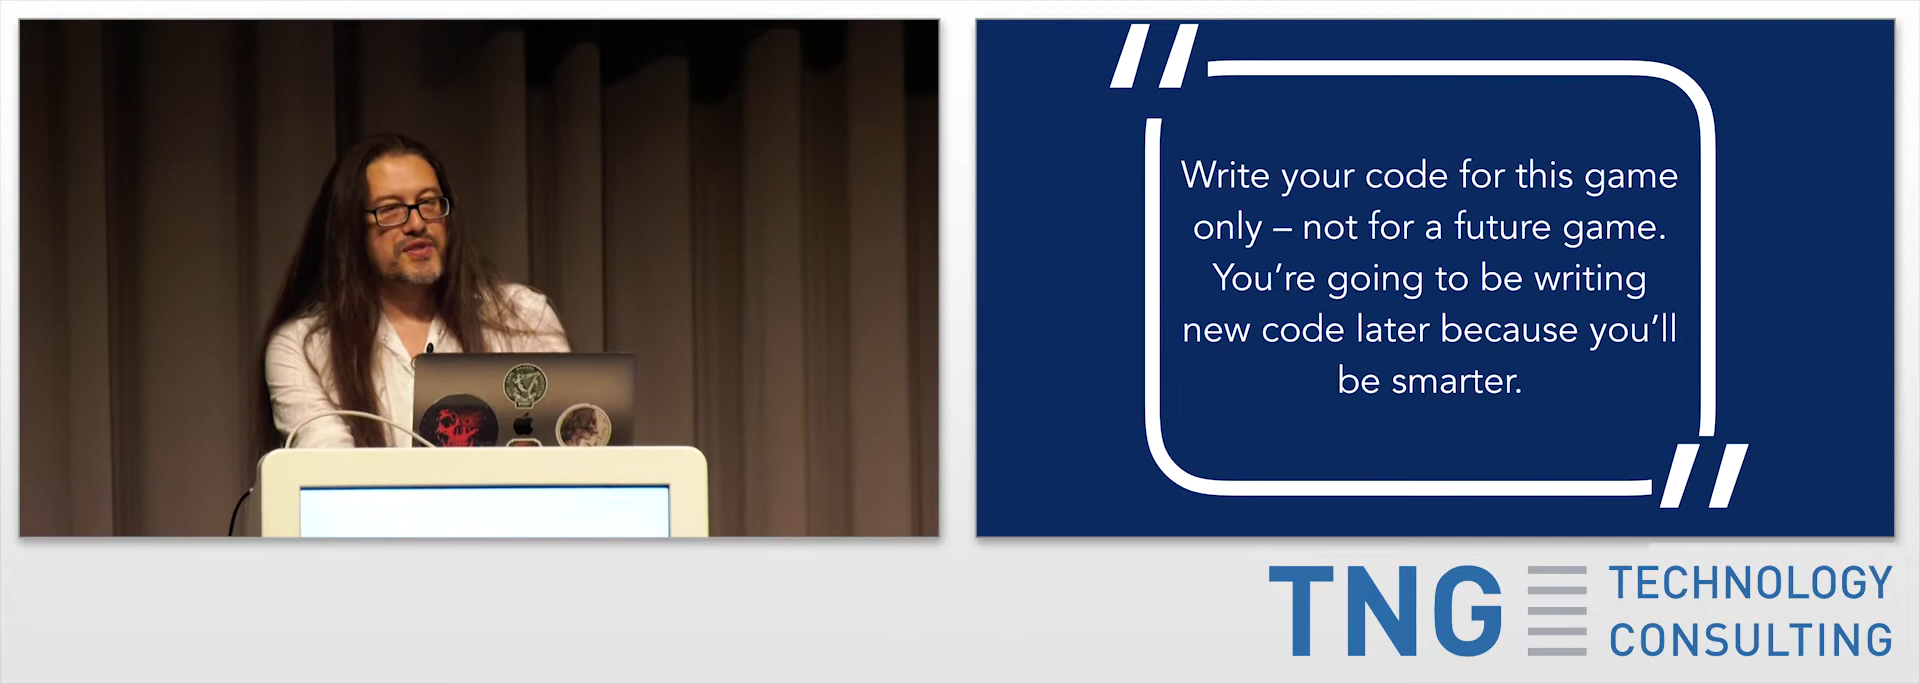 Write your code for this game
only – not for a future game.
You’re going to be writing
new code later because you’ll
be smarter.
TNG TECHNOLOGY
CONSULTING